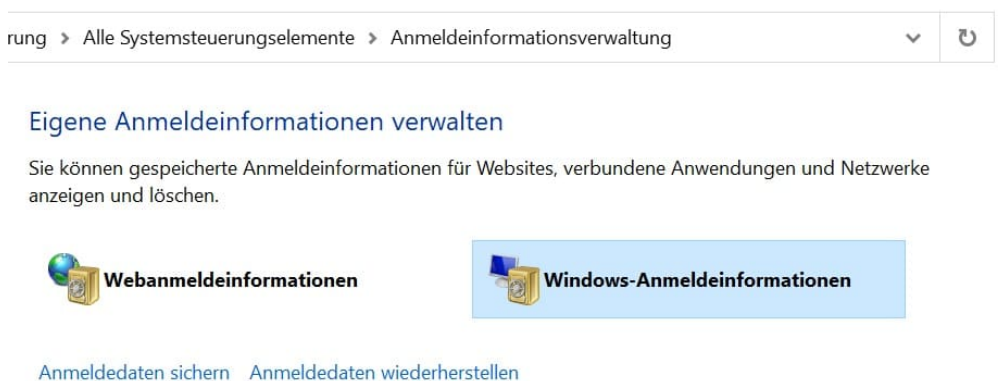 rung > Alle Systemsteuerungselemente > Anmeldeinformationsverwaltung
Eigene Anmeldeinformationen verwalten
Sie können gespeicherte Anmeldeinformationen für Websites, verbundene Anwendungen und Netzwerke
anzeigen und löschen.
Webanmeldeinformationen Windows-Anmeldeinformationen
Anmeldedaten sichern Anmeldedaten wiederherstellen